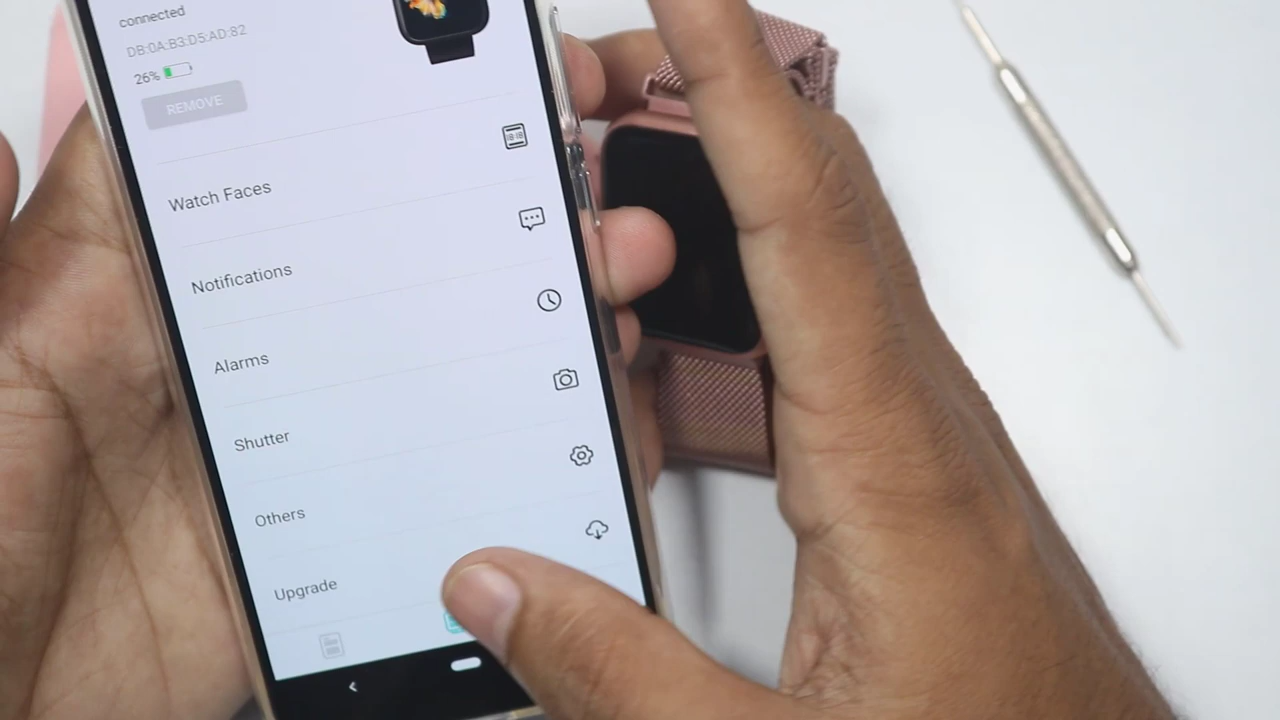 connected
DB:0A:B3:D5:AD:82
26%
REMOVE
Watch Faces
Notifications
Alarms
Shutter
Others
Upgrade